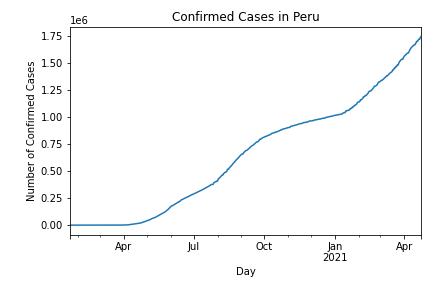 Confirmed Cases in Peru
1e6
1.75
1.50
1.25
1.00
0.75
0.50
0.25
0.00
Number of Confirmed Cases
Apr Jul Oct Jan Apr
2021
Day